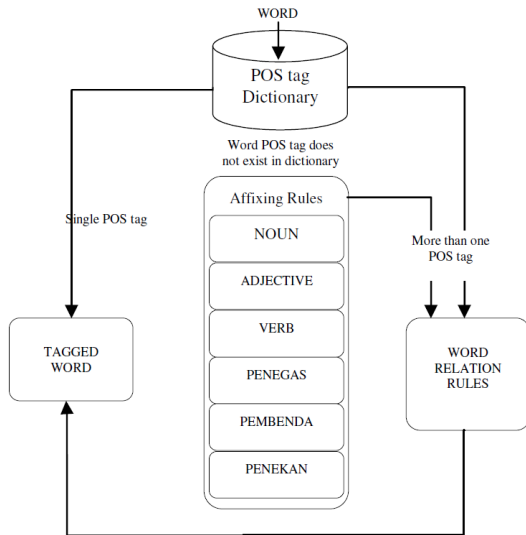 WORD
POS tag
Dictionary
Word POS tag does
not exist in dictionary
Affixing Rules
Single POS tag
NOUN
More than one
POS tag
ADJECTIVE
VERB
TAGGED
WORD
WORD
RELATION
RULES
PENEGAS
PEMBENDA
PENEKAN